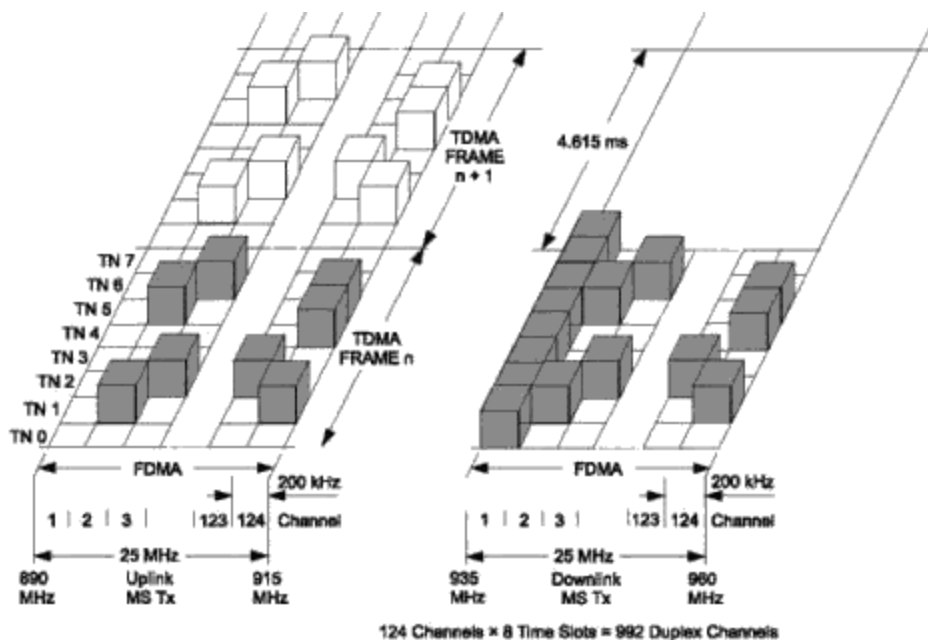 TDMA
FRAME
n + 1
4.615 ms
TN 7
TN 6
TN 5
TN 4
TN 3
TN 2
TN 1
TN 0
TDMA
FRAME n
FDMA
FDMA
200 kHz
200 kHz
1 | 2 | 3 | 123 124 Channel
1 | 2 | 3 | 123 124 Channel
25 MHz
25 MHz
890
MHz
Uplink
MS Tx
915
MHz
935
MHz
Downlink
MS Tx
960
MHz
124 Channels × 8 Time Slots = 992 Duplex Channels